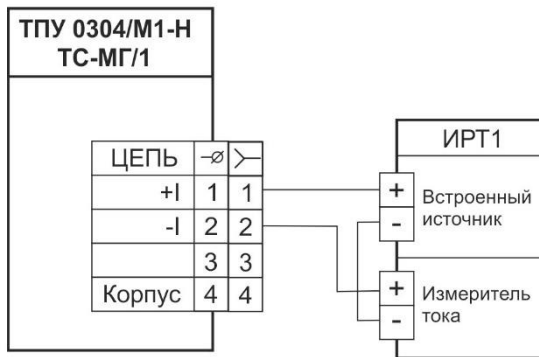 ТПУ 0304/М1-Н
ТС-МГ/1
ИРТ1
ЦЕПЬ
+I 1 1
-I 2 2
3 3
Корпус 4 4
+
-
Встроенный
источник
+
-
Измеритель
тока